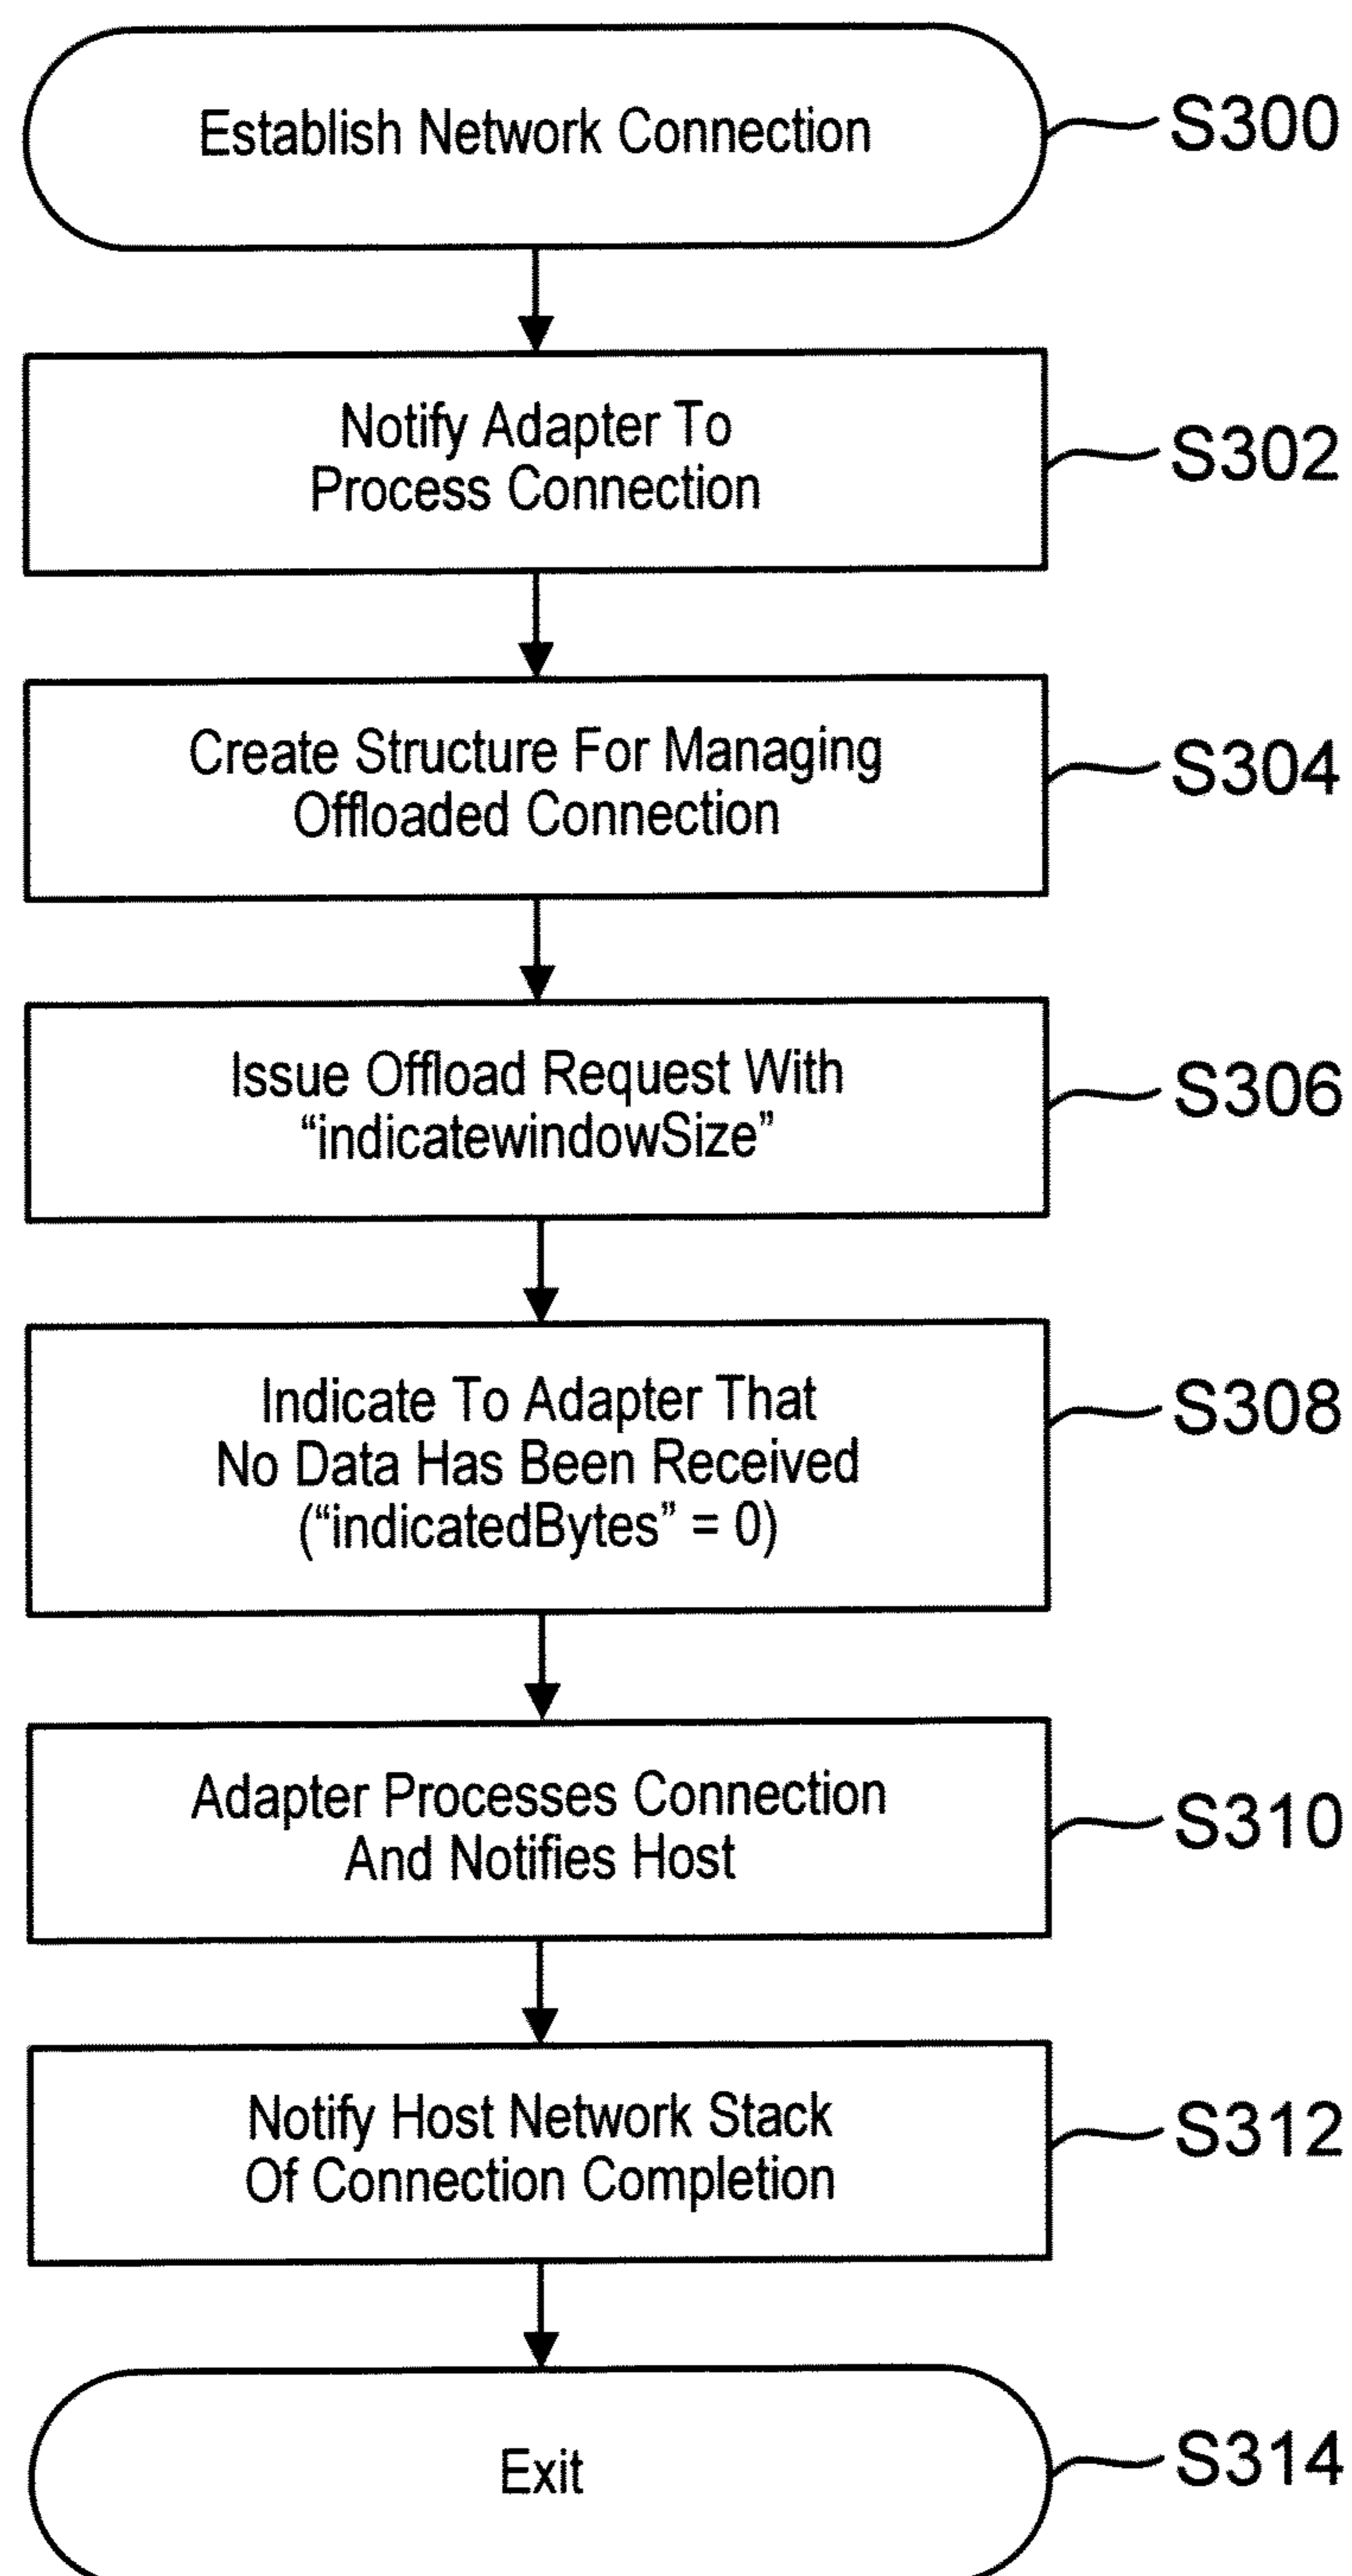 Establish Network Connection
S300
Notify Adapter To
Process Connection
S302
Create Structure For Managing
Offloaded Connection
S304
Issue Offload Request With
“indicatewindowSize”
S306
Indicate To Adapter That
No Data Has Been Received
(“indicatedBytes” = 0)
S308
Adapter Processes Connection
And Notifies Host
S310
Notify Host Network Stack
Of Connection Completion
S312
Exit
S314